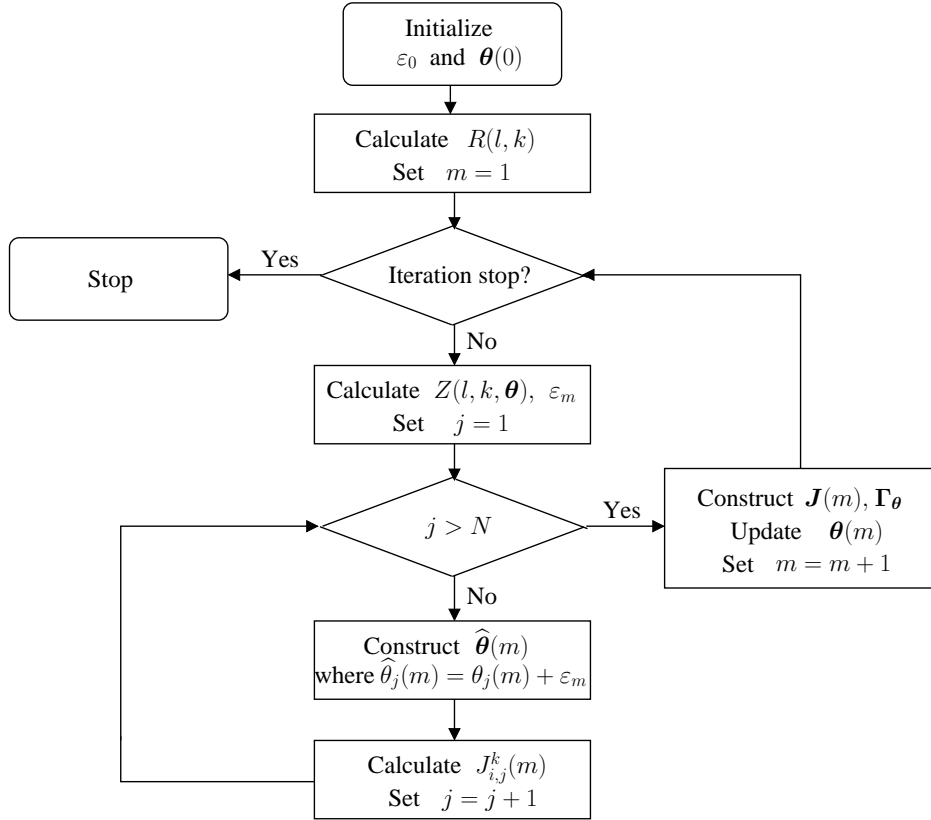 Initialize
ε₀ and 𝜽(0)
Calculate R(l, k)
Set m = 1
Iteration stop?
Yes
Stop
No
Calculate Z(l, k, 𝜽), εₘ
Set j = 1
j > N
Yes
Construct 𝑱(m), 𝚪_𝜽
Update 𝜽(m)
Set m = m + 1
No
Construct 𝜽̂(m)
where θ̂ⱼ(m) = θⱼ(m) + εₘ
Calculate J^k_{i,j}(m)
Set j = j + 1